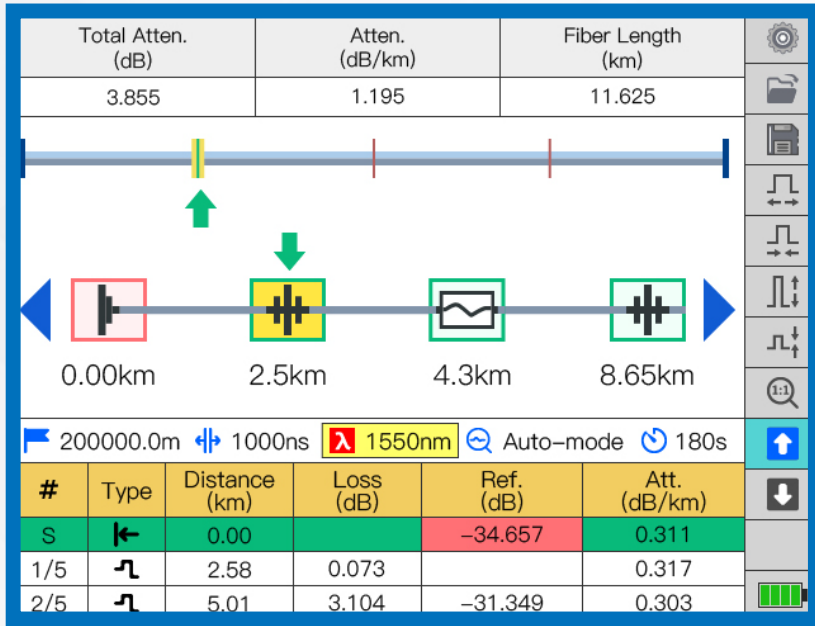 Total Atten. (dB) Atten. (dB/km) Fiber Length (km)
3.855 1.195 11.625
0.00km 2.5km 4.3km 8.65km
200000.0m 1000ns λ 1550nm Auto-mode 180s
# Type Distance (km) Loss (dB) Ref. (dB) Att. (dB/km)
S 0.00 -34.657 0.311
1/5 2.58 0.073 0.317
2/5 5.01 3.104 -31.349 0.303
1:1